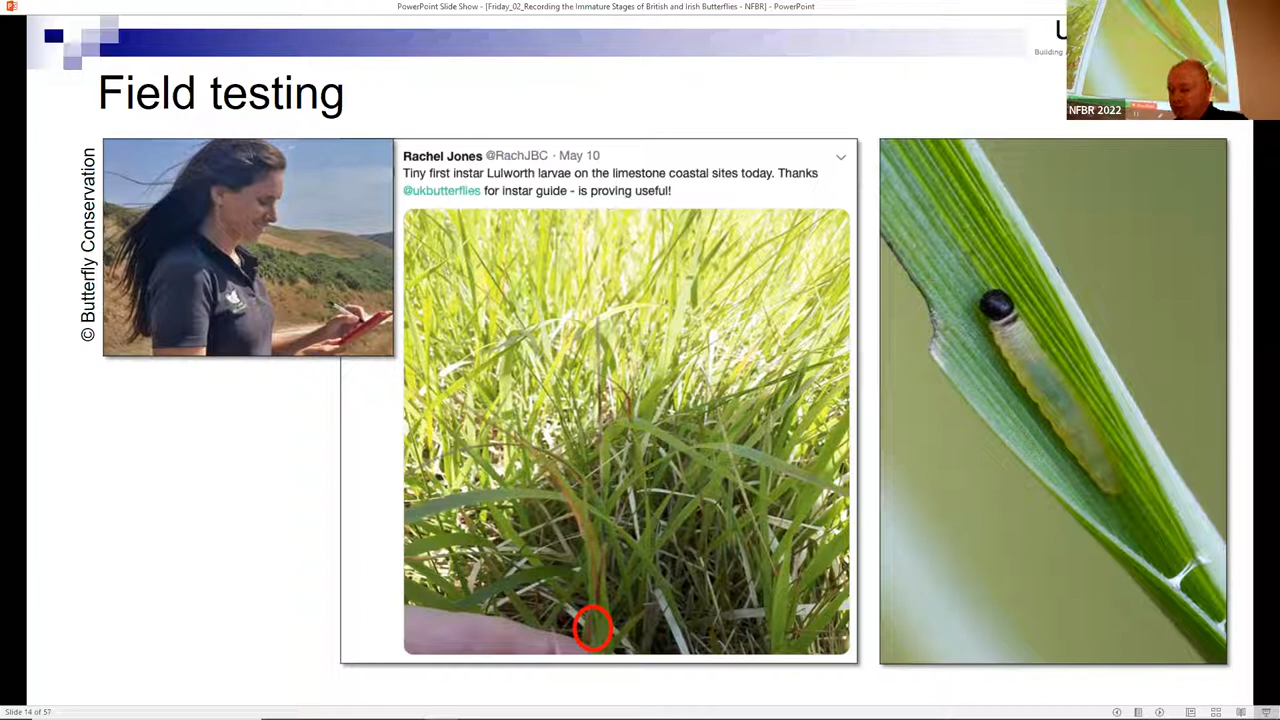 PowerPoint Slide Show - [Friday_02_Recording the Immature Stages of British and Irish Butterflies - NFBR] - PowerPoint
U
Building
NFBR 2022
Field testing
© Butterfly Conservation
Rachel Jones @RachJBC · May 10
Tiny first instar Lulworth larvae on the limestone coastal sites today. Thanks
@ukbutterflies for instar guide - is proving useful!
Slide 14 of 57